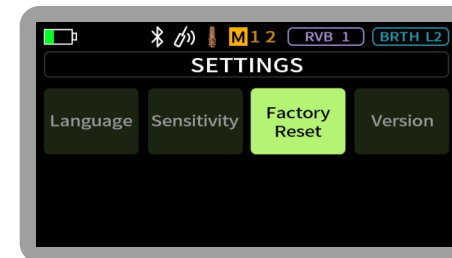 M 1 2 RVB 1 BRTH L2
SETTINGS
Language Sensitivity Factory Reset Version